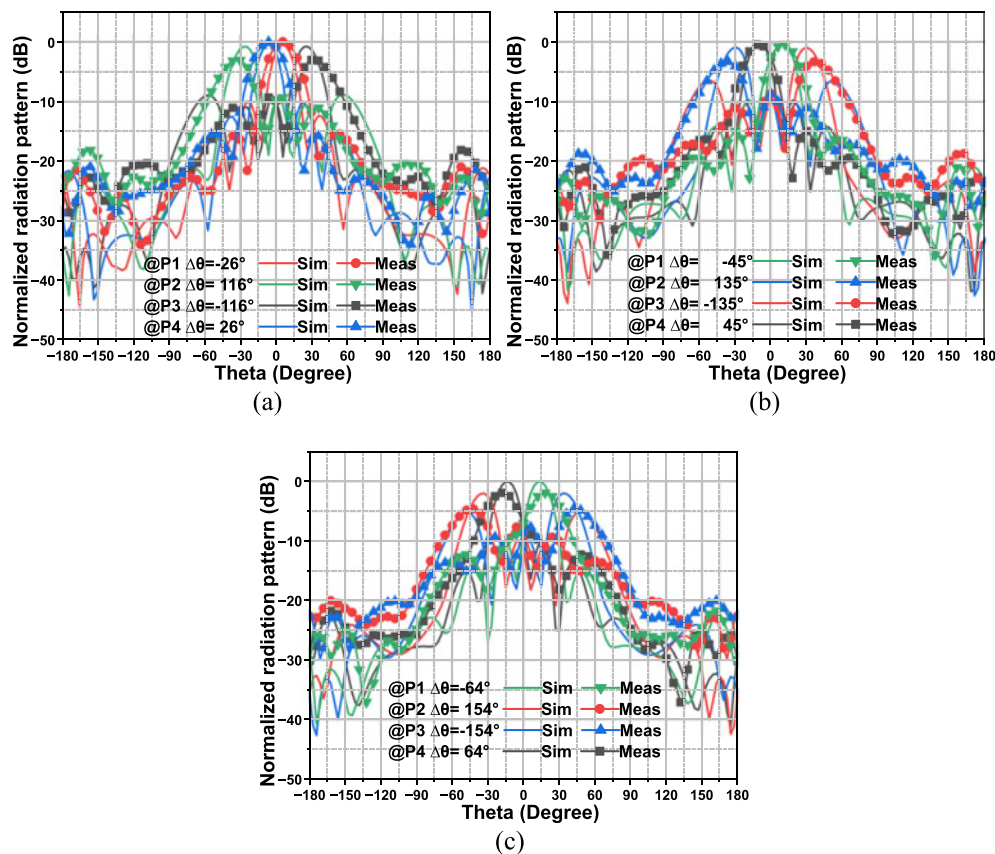 Normalized radiation pattern (dB)
0
−10
−20
−30
−40
−50
@P1 Δθ=-26° Sim Meas
@P2 Δθ= 116° Sim Meas
@P3 Δθ=-116° Sim Meas
@P4 Δθ= 26° Sim Meas
−180 −150 −120 −90 −60 −30 0 30 60 90 120 150 180
Theta (Degree)
(a)
Normalized radiation pattern (dB)
0
−10
−20
−30
−40
−50
@P1 Δθ= -45° Sim Meas
@P2 Δθ= 135° Sim Meas
@P3 Δθ= -135° Sim Meas
@P4 Δθ= 45° Sim Meas
−180 −150 −120 −90 −60 −30 0 30 60 90 120 150 180
Theta (Degree)
(b)
Normalized radiation pattern (dB)
0
−10
−20
−30
−40
−50
@P1 Δθ=-64° Sim Meas
@P2 Δθ= 154° Sim Meas
@P3 Δθ=-154° Sim Meas
@P4 Δθ= 64° Sim Meas
−180 −150 −120 −90 −60 −30 0 30 60 90 120 150 180
Theta (Degree)
(c)